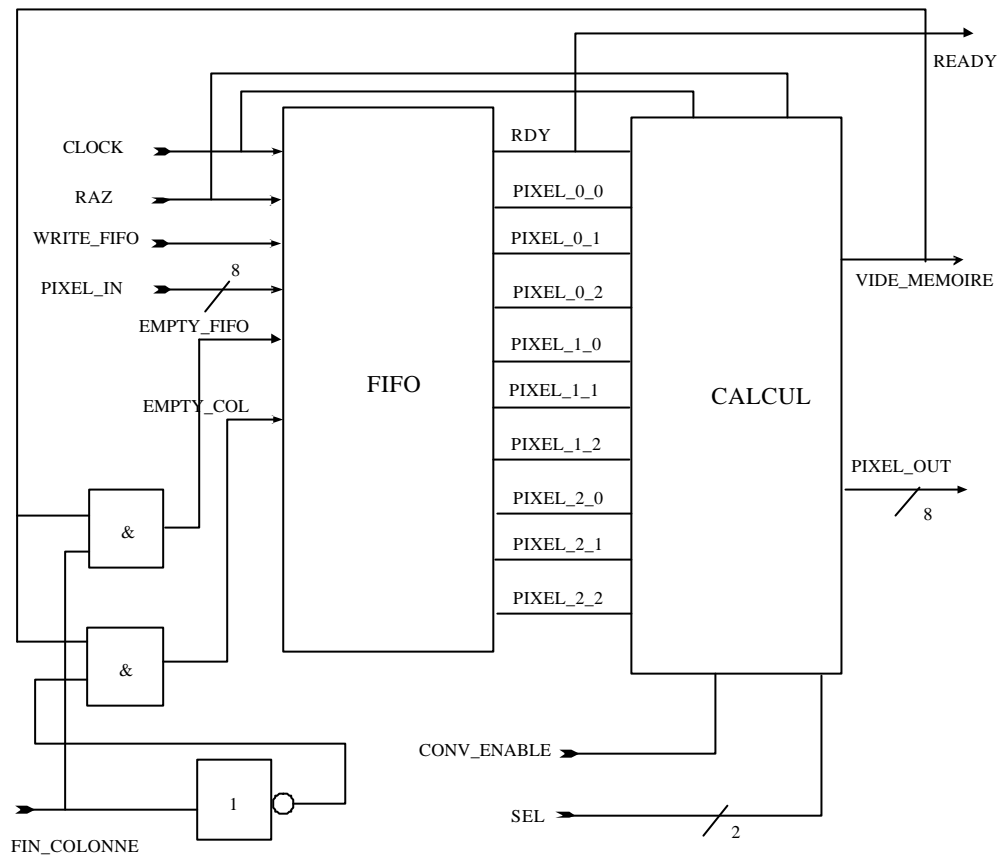 READY
RDY
CLOCK
PIXEL_0_0
RAZ
WRITE_FIFO
PIXEL_0_1
8
PIXEL_IN
VIDE_MEMOIRE
PIXEL_0_2
EMPTY_FIFO
PIXEL_1_0
FIFO
PIXEL_1_1
CALCUL
EMPTY_COL
PIXEL_1_2
PIXEL_OUT
PIXEL_2_0
8
&
PIXEL_2_1
PIXEL_2_2
&
CONV_ENABLE
1
SEL
2
FIN_COLONNE